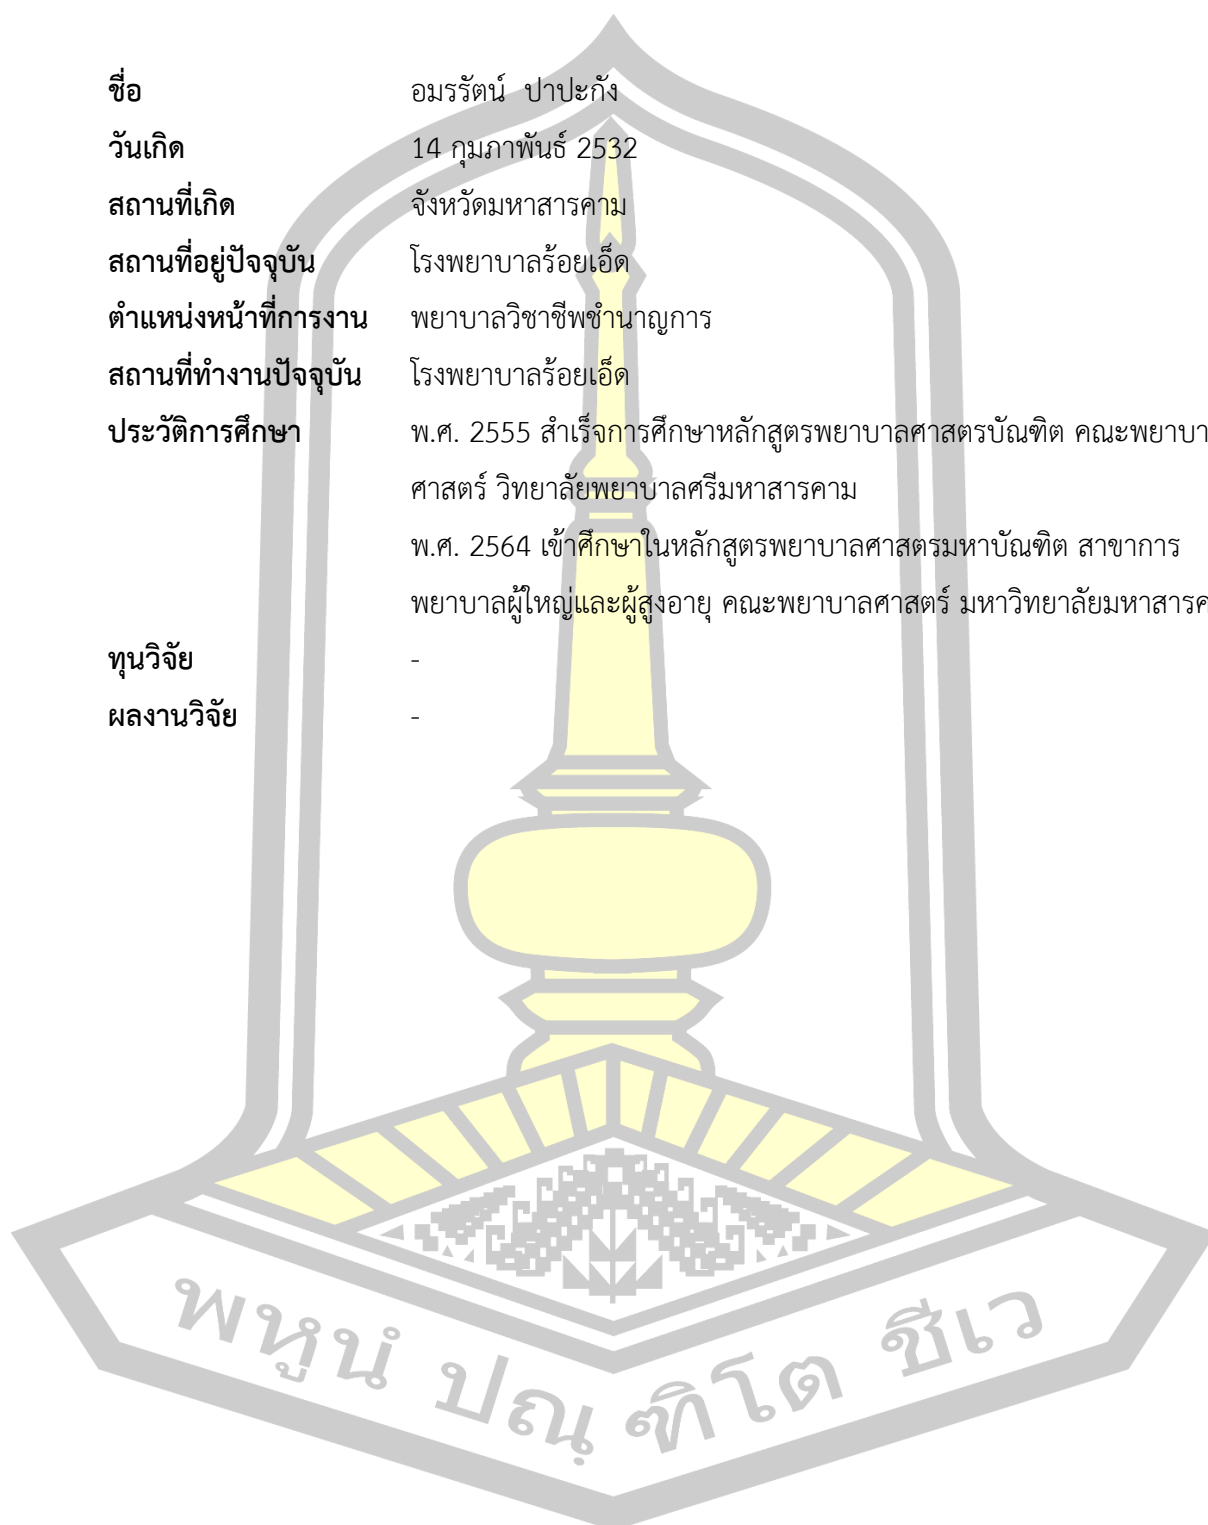 ชื่อ อมรรัตน์ ปาปะกัง
วันเกิด 14 กุมภาพันธ์ 2532
สถานที่เกิด จังหวัดมหาสารคาม
สถานที่อยู่ปัจจุบัน โรงพยาบาลร้อยเอ็ด
ตำแหน่งหน้าที่การงาน พยาบาลวิชาชีพชำนาญการ
สถานที่ทำงานปัจจุบัน โรงพยาบาลร้อยเอ็ด
ประวัติการศึกษา พ.ศ. 2555 สำเร็จการศึกษาหลักสูตรพยาบาลศาสตรบัณฑิต คณะพยาบา
ศาสตร์ วิทยาลัยพยาบาลศรีมหาสารคาม
พ.ศ. 2564 เข้าศึกษาในหลักสูตรพยาบาลศาสตรมหาบัณฑิต สาขาการ
พยาบาลผู้ใหญ่และผู้สูงอายุ คณะพยาบาลศาสตร์ มหาวิทยาลัยมหาสารค
ทุนวิจัย -
ผลงานวิจัย -
พหูนํ ปณฺฑิโต ชีเว